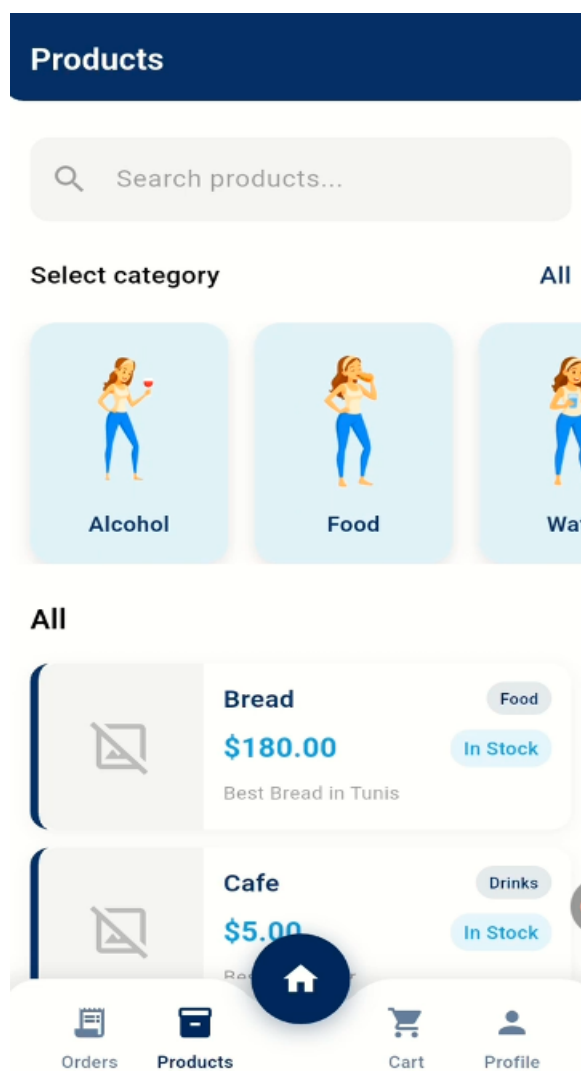 Products
Search products...
Select category
All
Alcohol
Food
All
Bread
Food
$180.00
In Stock
Best Bread in Tunis
Cafe
Drinks
$5.00
In Stock
Orders
Products
Cart
Profile